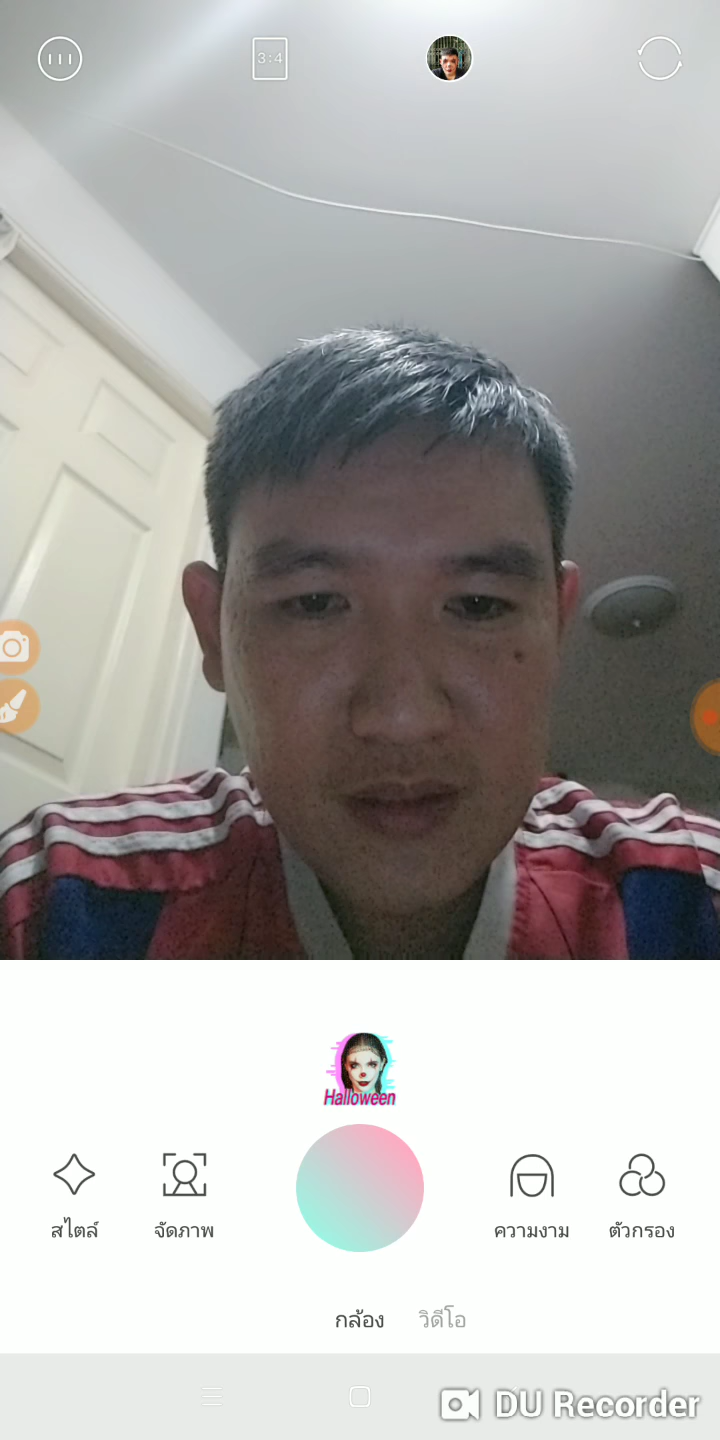 3:4
Halloween
สไตล์
จัดภาพ
ความงาม
ตัวกรอง
กล้อง วิดีโอ
DU Recorder